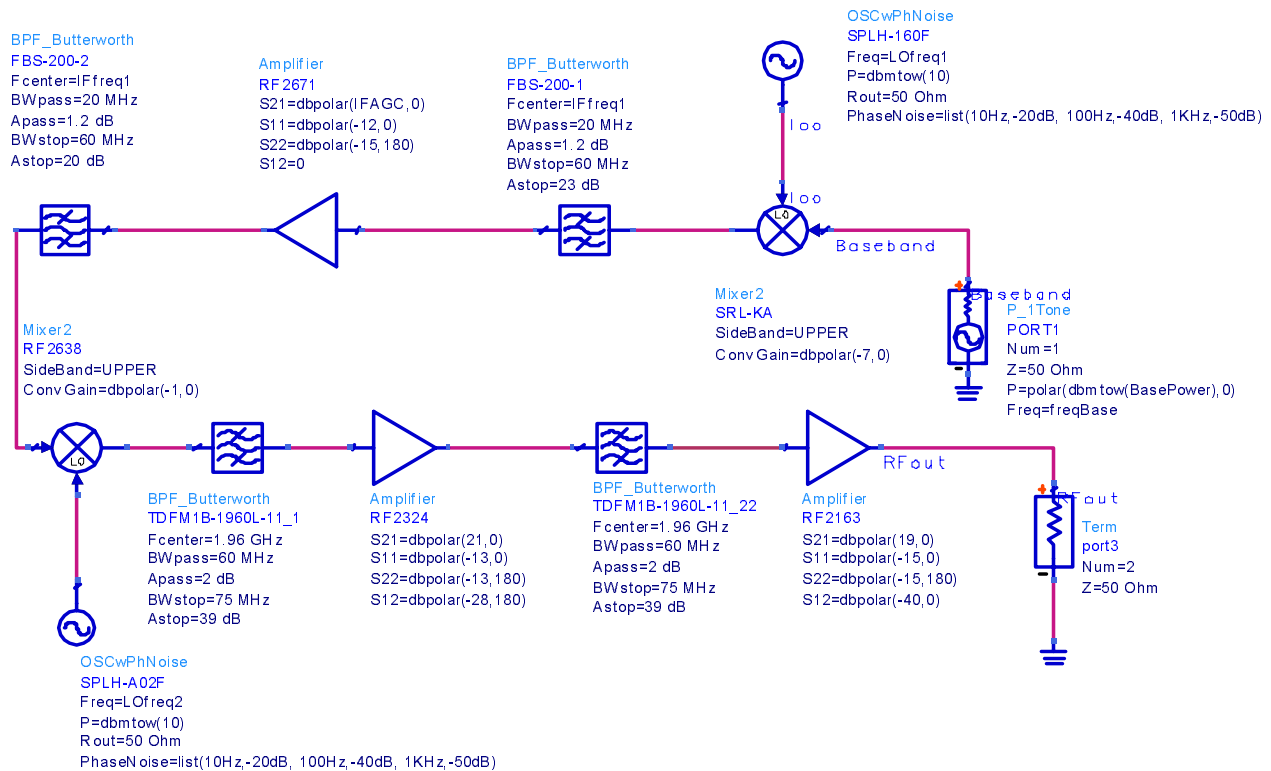 OSCwPhNoise
SPLH-160F
Freq=LOfreq1
P=dbmtow(10)
Rout=50 Ohm
PhaseNoise=list(10Hz,-20dB, 100Hz,-40dB, 1KHz,-50dB)
BPF_Butterworth
FBS-200-2
Fcenter=IFfreq1
BWpass=20 MHz
Apass=1.2 dB
BWstop=60 MHz
Astop=20 dB
Amplifier
RF2671
S21=dbpolar(IFAGC,0)
S11=dbpolar(-12,0)
S22=dbpolar(-15,180)
S12=0
BPF_Butterworth
FBS-200-1
Fcenter=IFfreq1
BWpass=20 MHz
Apass=1.2 dB
BWstop=60 MHz
Astop=23 dB
loo
loo
LO
Baseband
Baseband
Mixer2
SRL-KA
SideBand=UPPER
ConvGain=dbpolar(-7,0)
P_1Tone
PORT1
Num=1
Z=50 Ohm
P=polar(dbmtow(BasePower),0)
Freq=freqBase
Mixer2
RF2638
SideBand=UPPER
ConvGain=dbpolar(-1,0)
LO
BPF_Butterworth
TDFM1B-1960L-11_1
Fcenter=1.96 GHz
BWpass=60 MHz
Apass=2 dB
BWstop=75 MHz
Astop=39 dB
Amplifier
RF2324
S21=dbpolar(21,0)
S11=dbpolar(-13,0)
S22=dbpolar(-13,180)
S12=dbpolar(-28,180)
BPF_Butterworth
TDFM1B-1960L-11_22
Fcenter=1.96 GHz
BWpass=60 MHz
Apass=2 dB
BWstop=75 MHz
Astop=39 dB
Amplifier
RF2163
S21=dbpolar(19,0)
S11=dbpolar(-15,0)
S22=dbpolar(-15,180)
S12=dbpolar(-40,0)
RFout
RFout
Term
port3
Num=2
Z=50 Ohm
OSCwPhNoise
SPLH-A02F
Freq=LOfreq2
P=dbmtow(10)
Rout=50 Ohm
PhaseNoise=list(10Hz,-20dB, 100Hz,-40dB, 1KHz,-50dB)